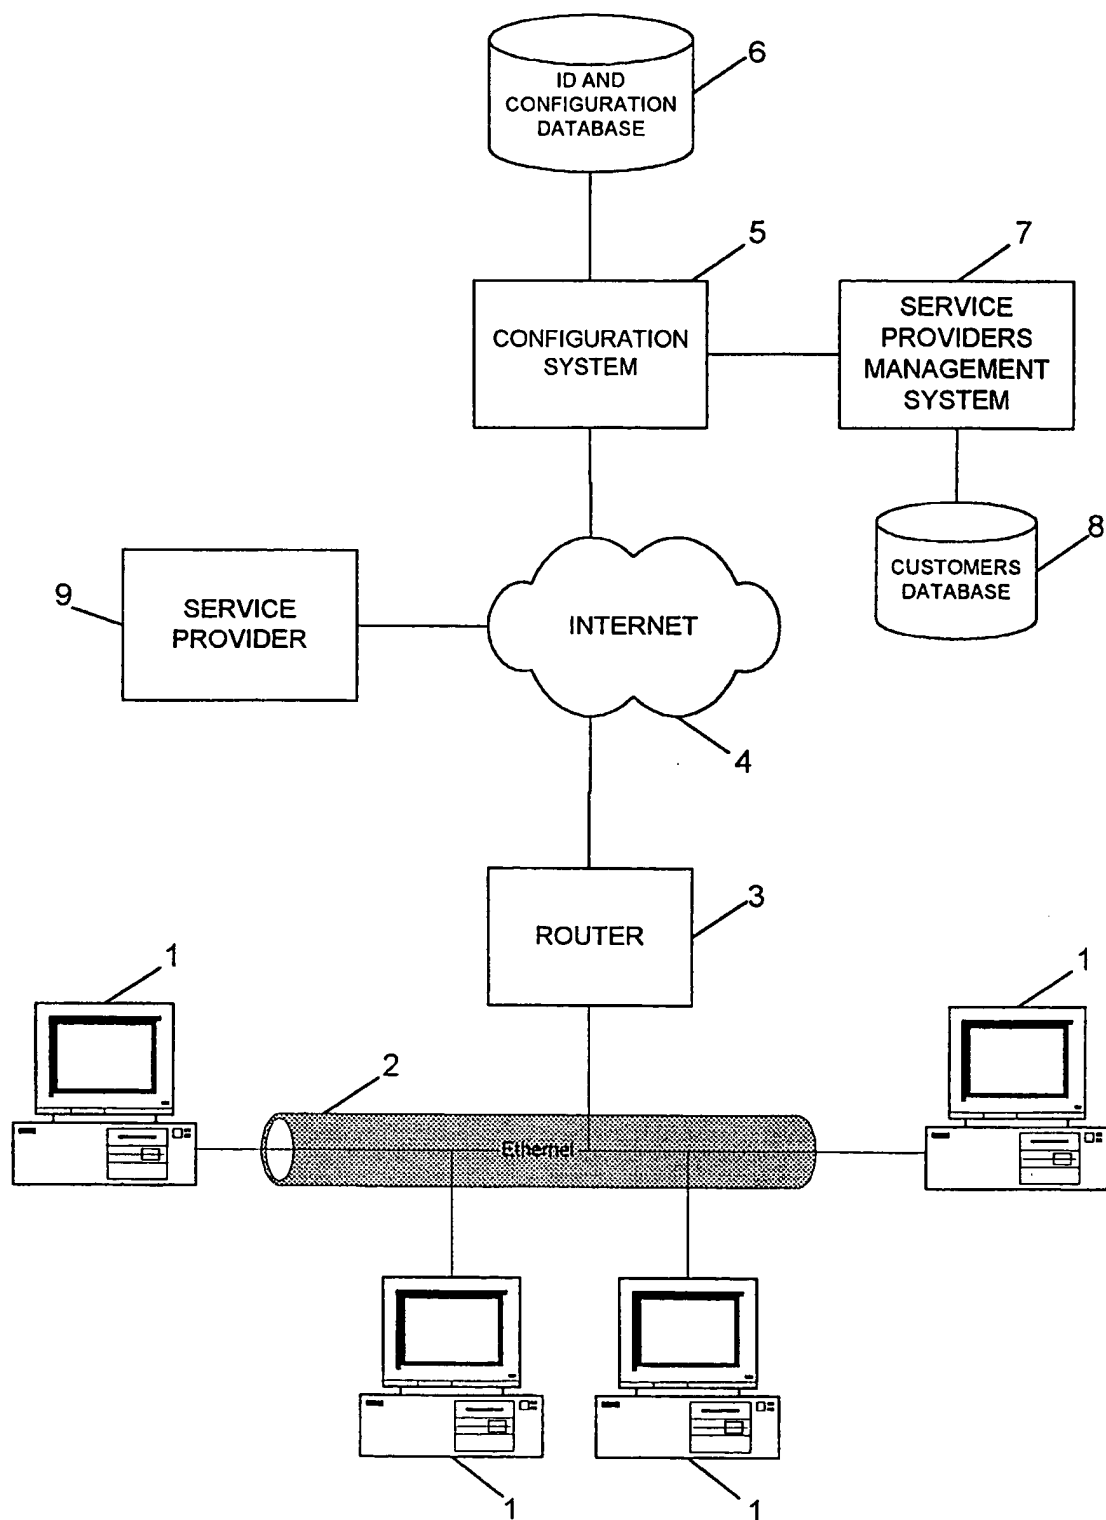 6
ID AND
CONFIGURATION
DATABASE
5
7
CONFIGURATION
SYSTEM
SERVICE
PROVIDERS
MANAGEMENT
SYSTEM
8
CUSTOMERS
DATABASE
9
SERVICE
PROVIDER
INTERNET
4
3
ROUTER
1
1
2
Ethernet
1
1